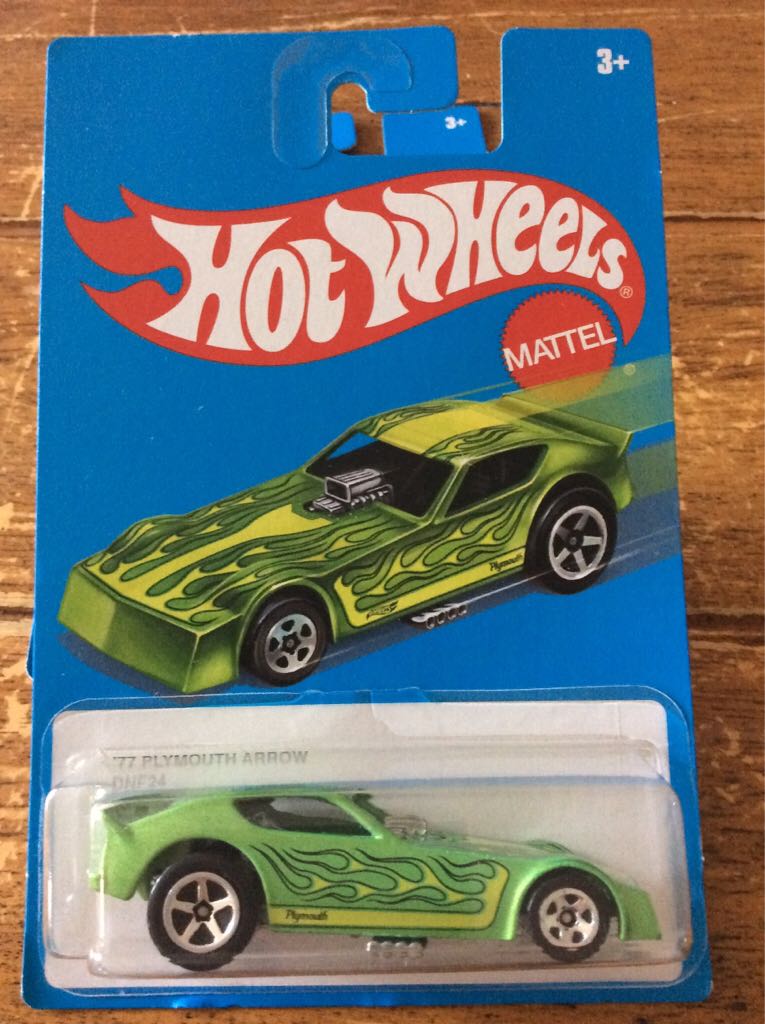 3+
3+
HOT WHEELS®
MATTEL
Plymouth
'77 PLYMOUTH ARROW
DNF24
Plymouth